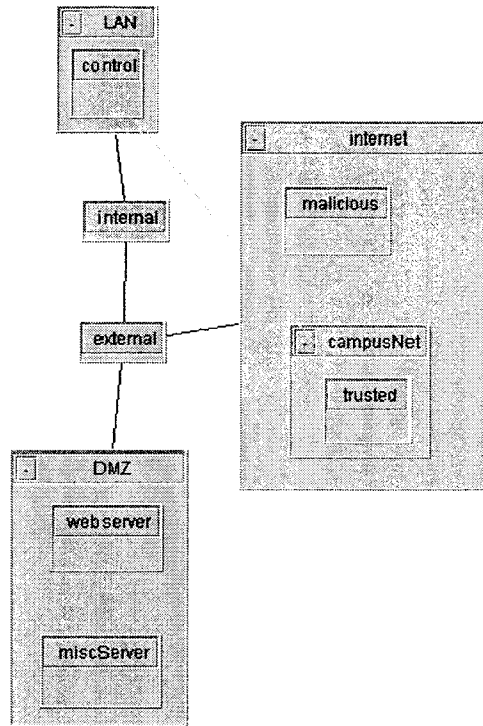 - LAN
control
- internet
malicious
internal
external
- campusNet
trusted
- DMZ
webserver
miscServer